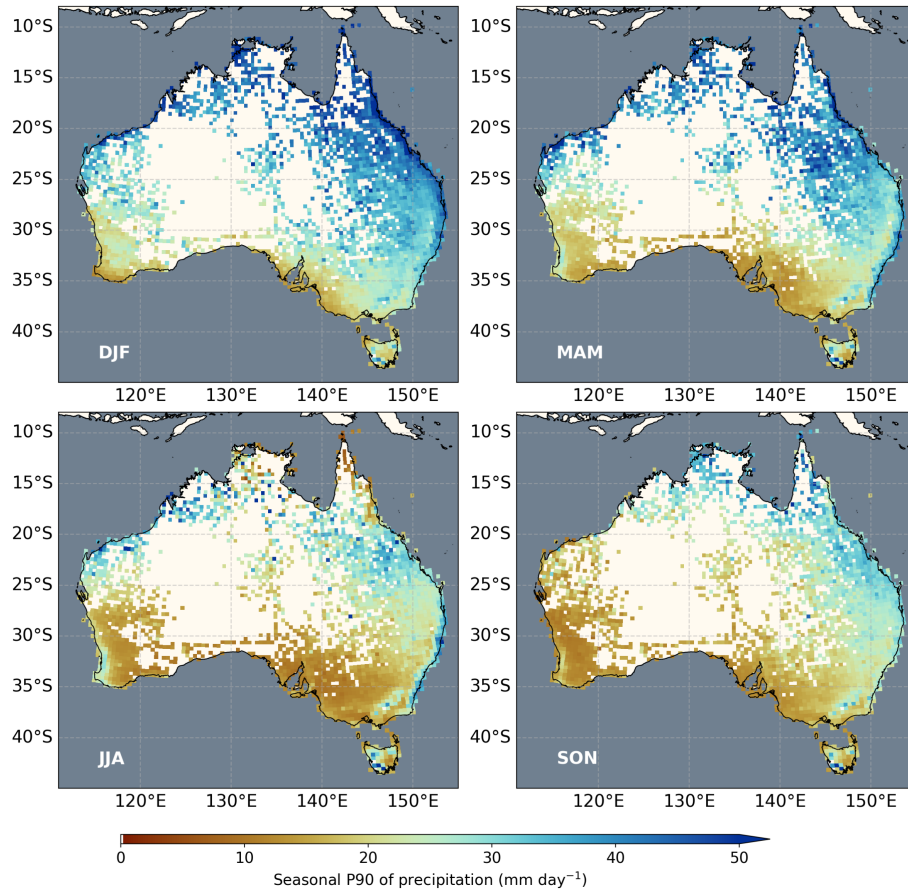 10°S
15°S
20°S
25°S
30°S
35°S
40°S
DJF
120°E 130°E 140°E 150°E
10°S
15°S
20°S
25°S
30°S
35°S
40°S
MAM
120°E 130°E 140°E 150°E
10°S
15°S
20°S
25°S
30°S
35°S
40°S
JJA
120°E 130°E 140°E 150°E
10°S
15°S
20°S
25°S
30°S
35°S
40°S
SON
120°E 130°E 140°E 150°E
0 10 20 30 40 50
Seasonal P90 of precipitation (mm day⁻¹)